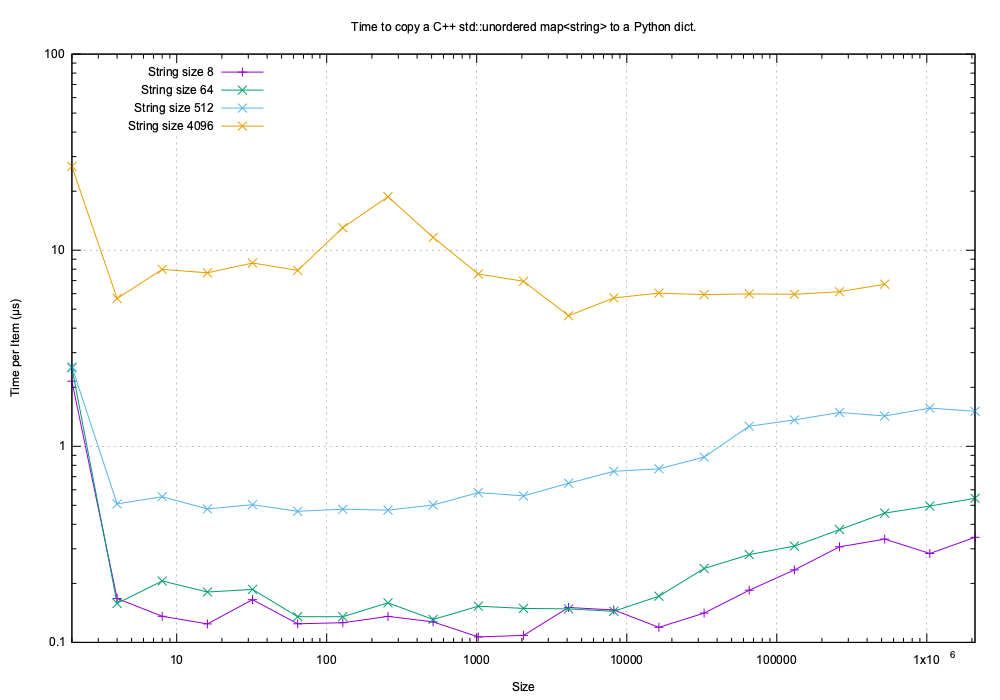 Time to copy a C++ std::unordered map<string> to a Python dict.
100
10
1
0.1
Time per Item (µs)
String size 8
String size 64
String size 512
String size 4096
10
100
1000
10000
100000
1x10 6
Size